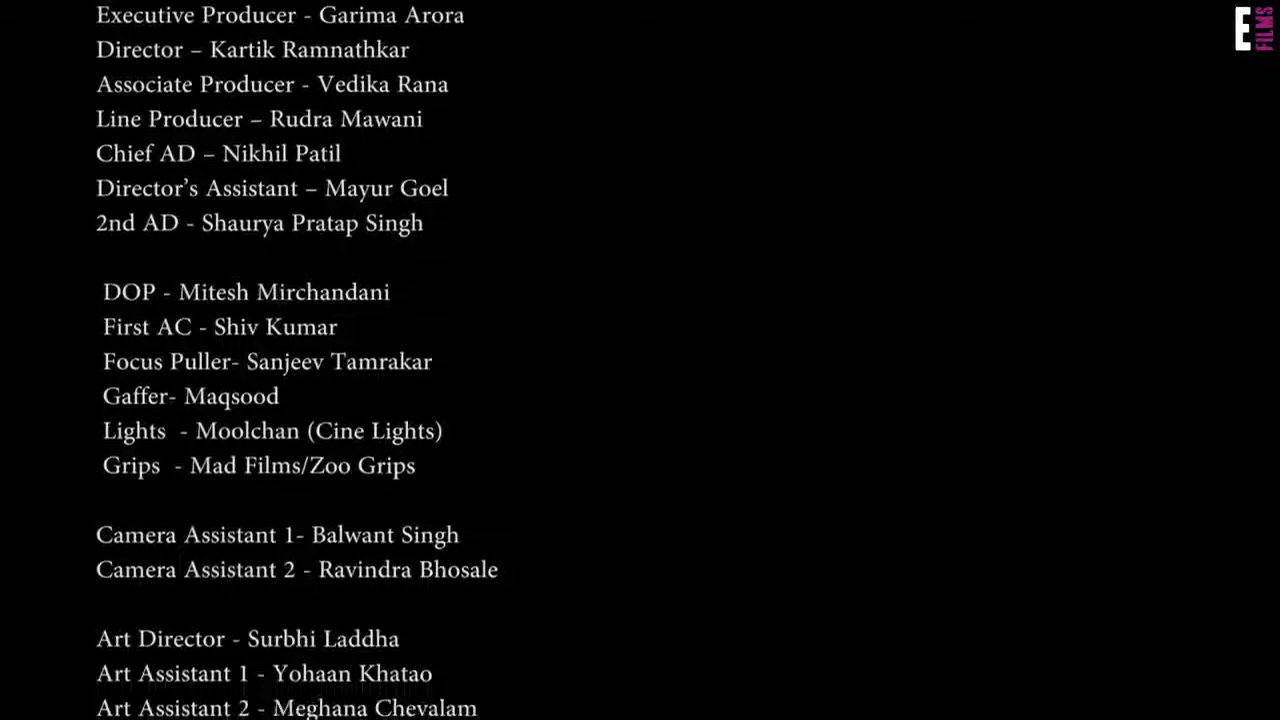 Executive Producer - Garima Arora
Director – Kartik Ramnathkar
Associate Producer - Vedika Rana
Line Producer – Rudra Mawani
Chief AD – Nikhil Patil
Director’s Assistant – Mayur Goel
2nd AD - Shaurya Pratap Singh
DOP - Mitesh Mirchandani
First AC - Shiv Kumar
Focus Puller- Sanjeev Tamrakar
Gaffer- Maqsood
Lights  - Moolchan (Cine Lights)
Grips  - Mad Films/Zoo Grips
Camera Assistant 1- Balwant Singh
Camera Assistant 2 - Ravindra Bhosale
Art Director - Surbhi Laddha
Art Assistant 1 - Yohaan Khatao
Art Assistant 2 - Meghana Chevalam
E FILMS